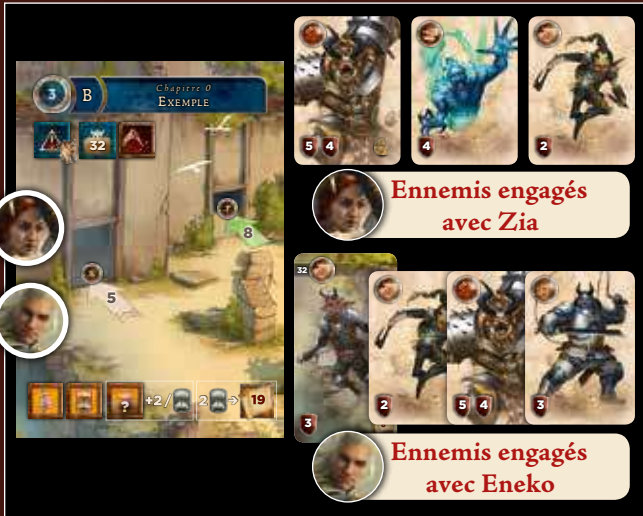 3 B Chapitre 0
EXEMPLE
32
8
5
? +2/ 2 → 19
5 4
4
2
Ennemis engagés
avec Zia
32
3
2
5 4
3
Ennemis engagés
avec Eneko